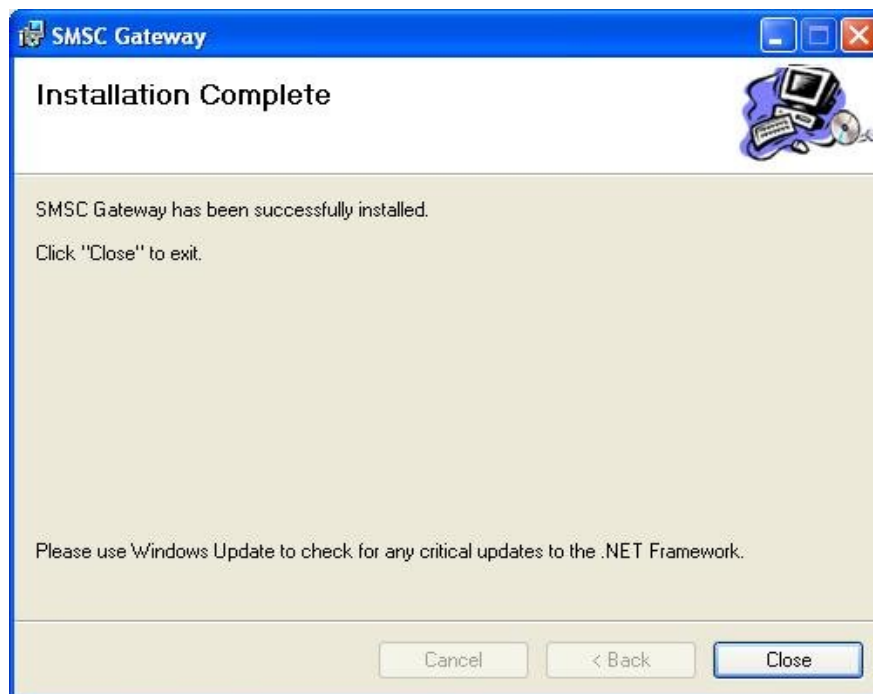 SMSC Gateway
Installation Complete
SMSC Gateway has been successfully installed.
Click "Close" to exit.
Please use Windows Update to check for any critical updates to the .NET Framework.
Cancel
< Back
Close